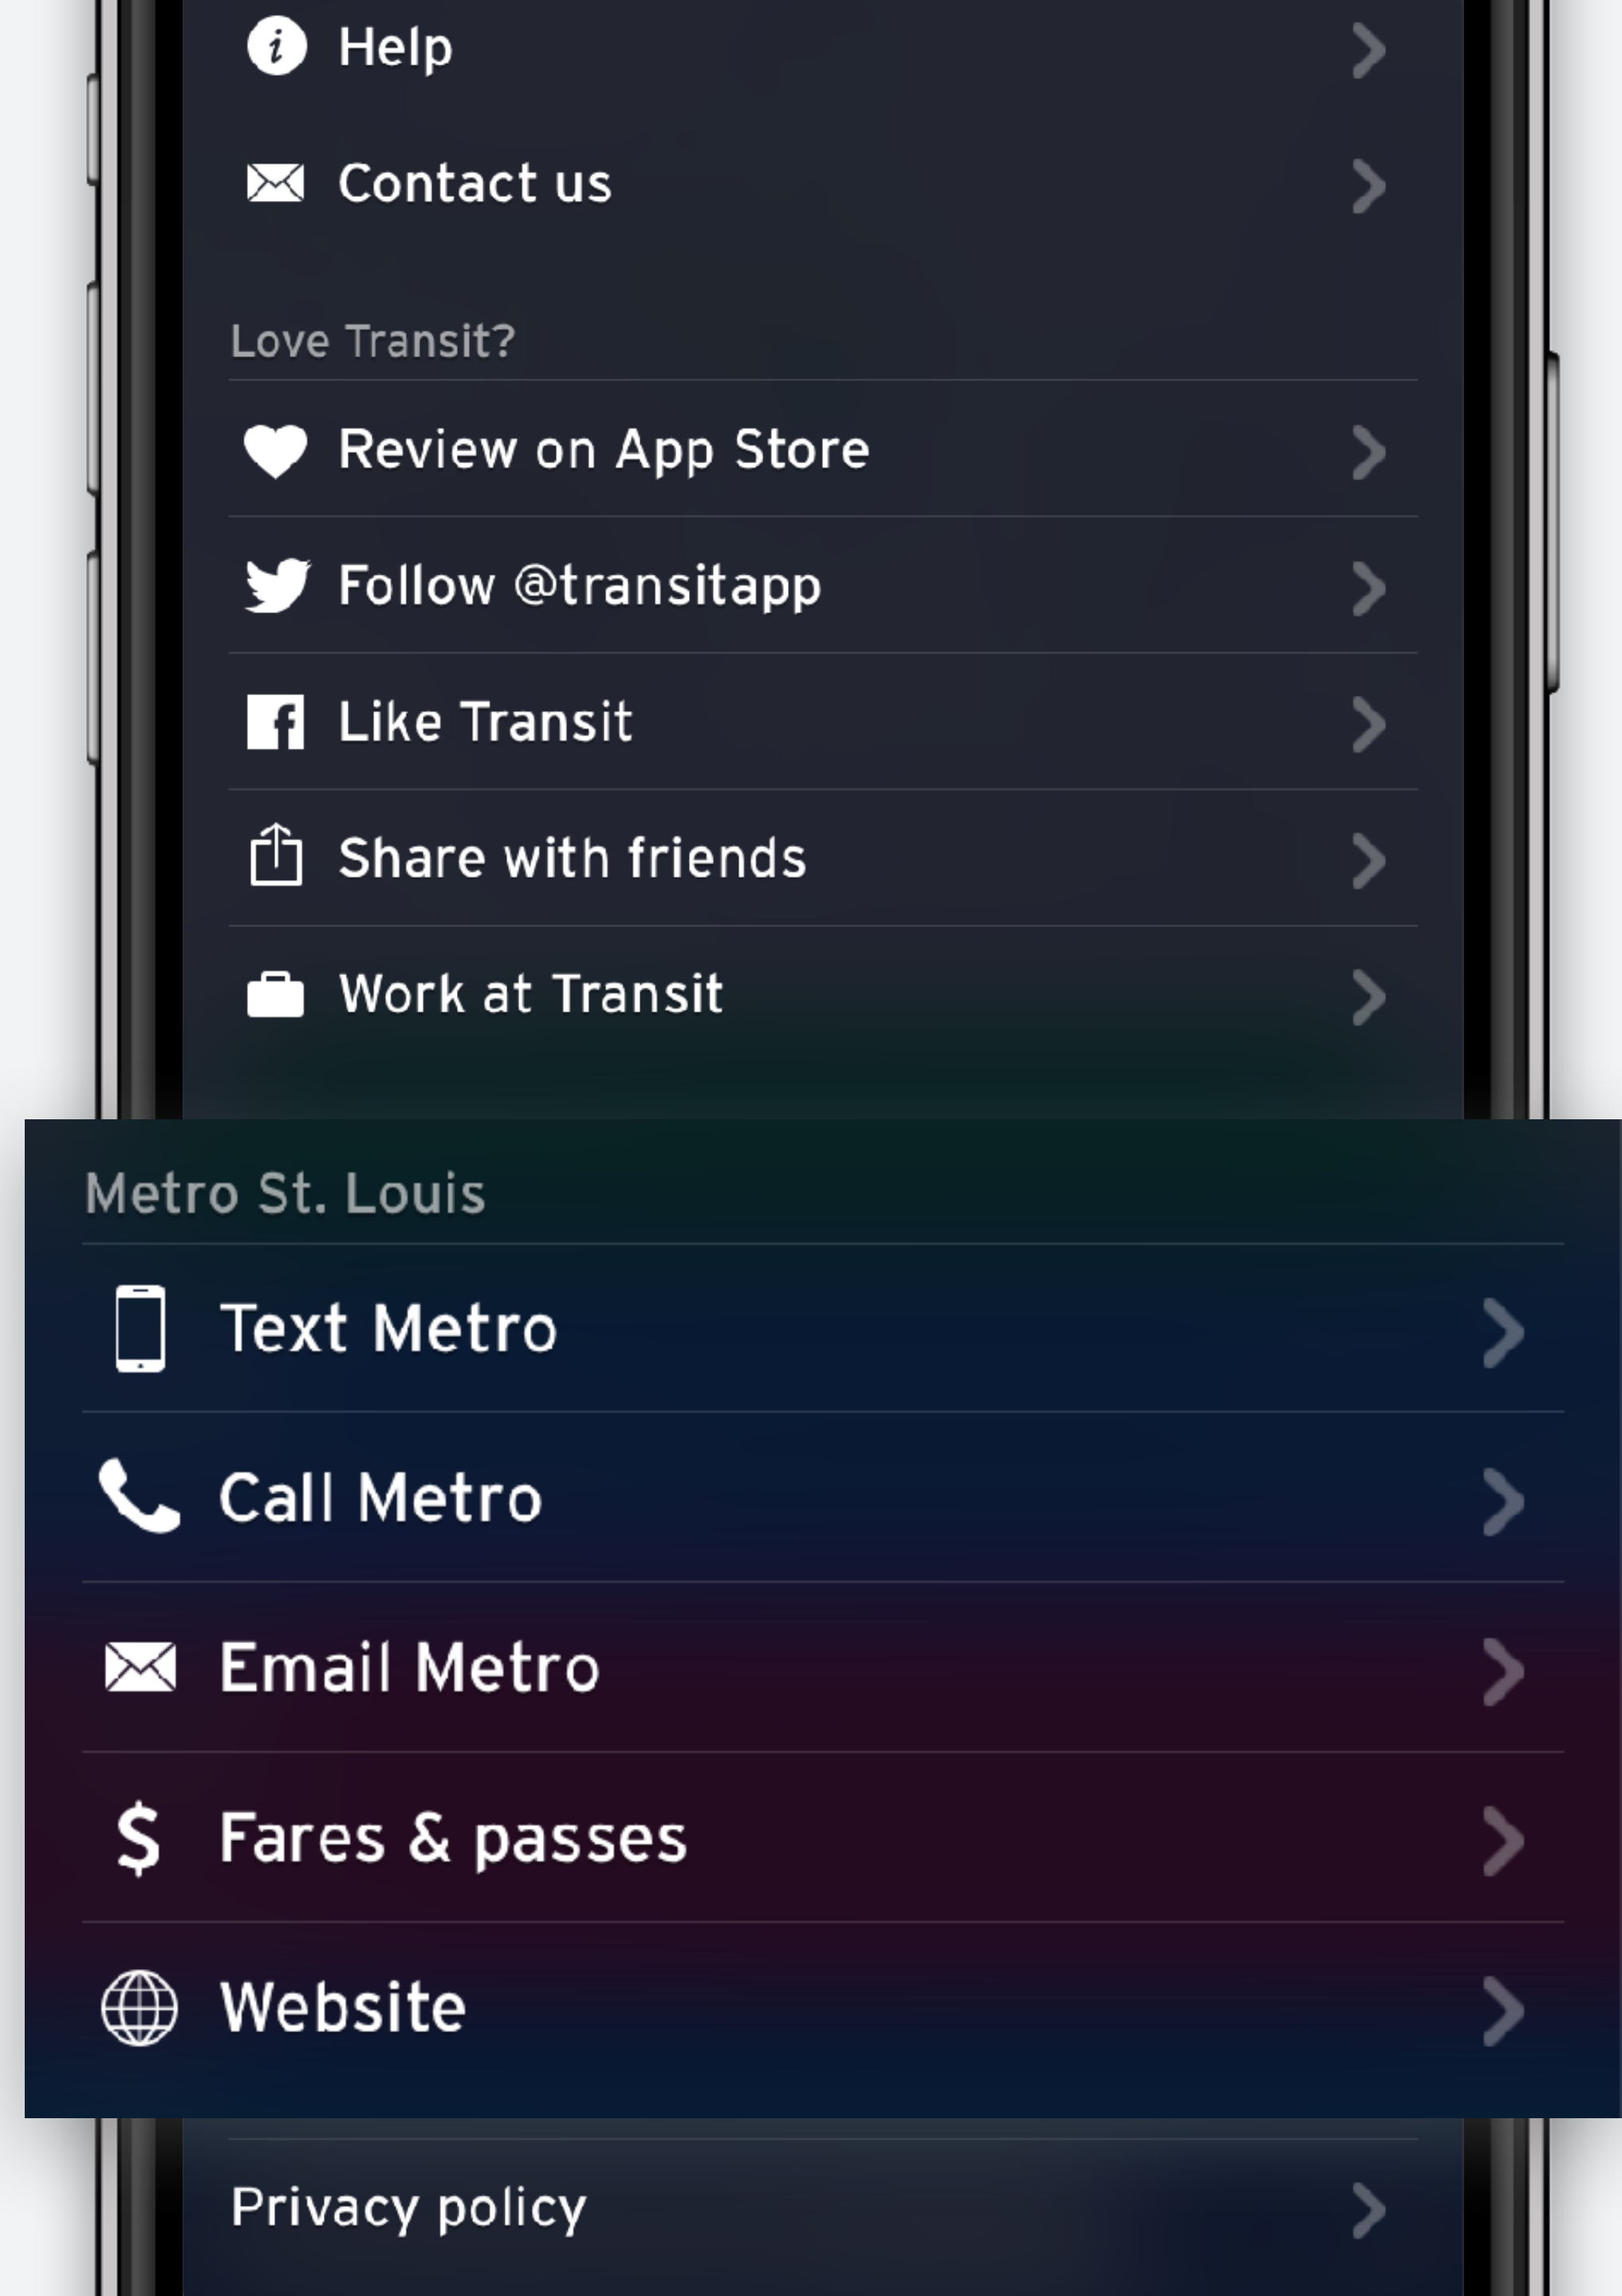 Help
Contact us
Love Transit?
Review on App Store
Follow @transitapp
Like Transit
Share with friends
Work at Transit
Metro St. Louis
Text Metro
Call Metro
Email Metro
Fares & passes
Website
Privacy policy